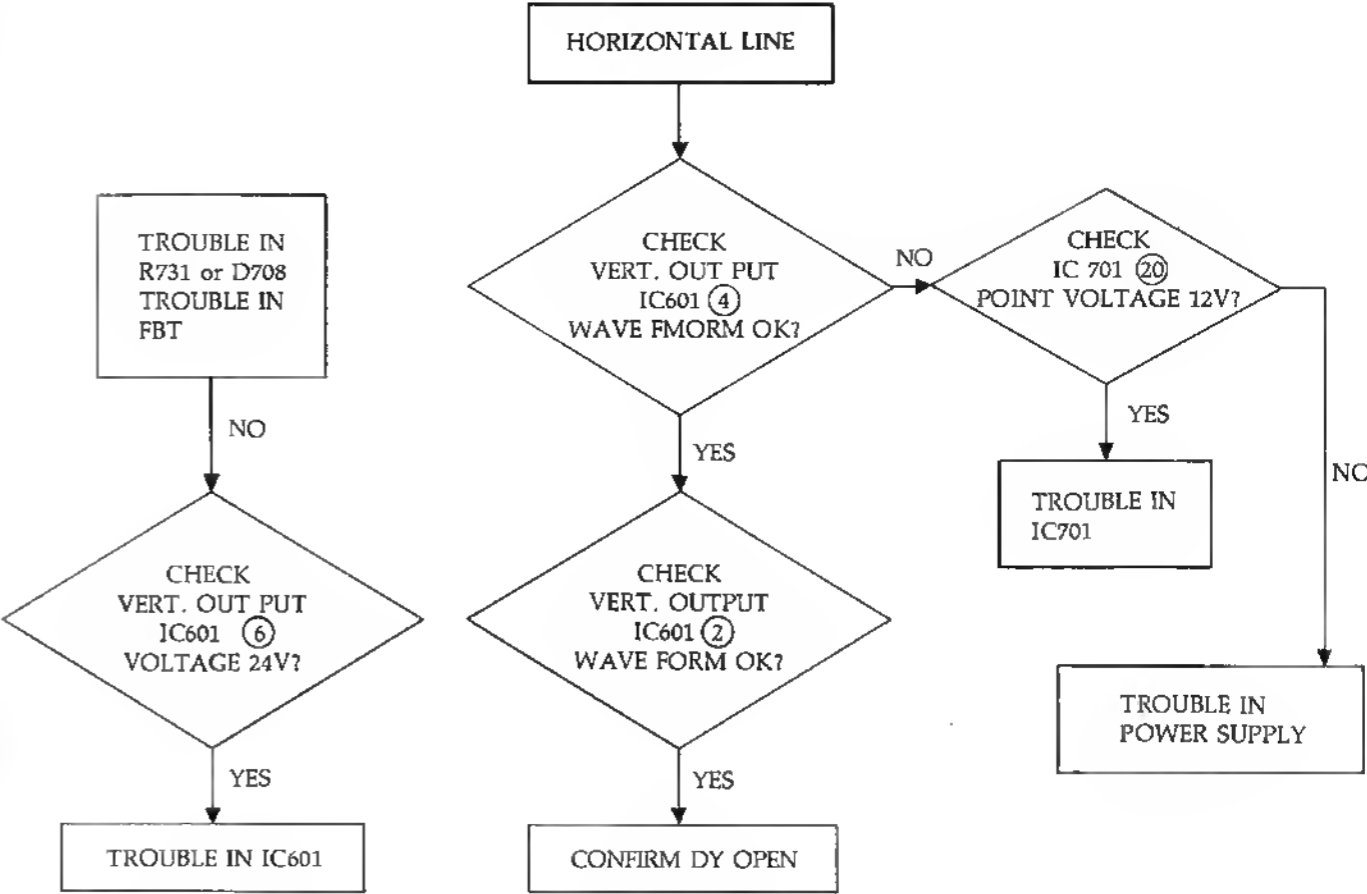 HORIZONTAL LINE
CHECK
VERT. OUT PUT
IC601 ④
WAVE FMORM OK?
NO
CHECK
IC 701 ⑳
POINT VOLTAGE 12V?
YES
TROUBLE IN
IC701
NO
TROUBLE IN
POWER SUPPLY
YES
CHECK
VERT. OUTPUT
IC601 ②
WAVE FORM OK?
YES
CONFIRM DY OPEN
TROUBLE IN
R731 or D708
TROUBLE IN
FBT
NO
CHECK
VERT. OUT PUT
IC601 ⑥
VOLTAGE 24V?
YES
TROUBLE IN IC601